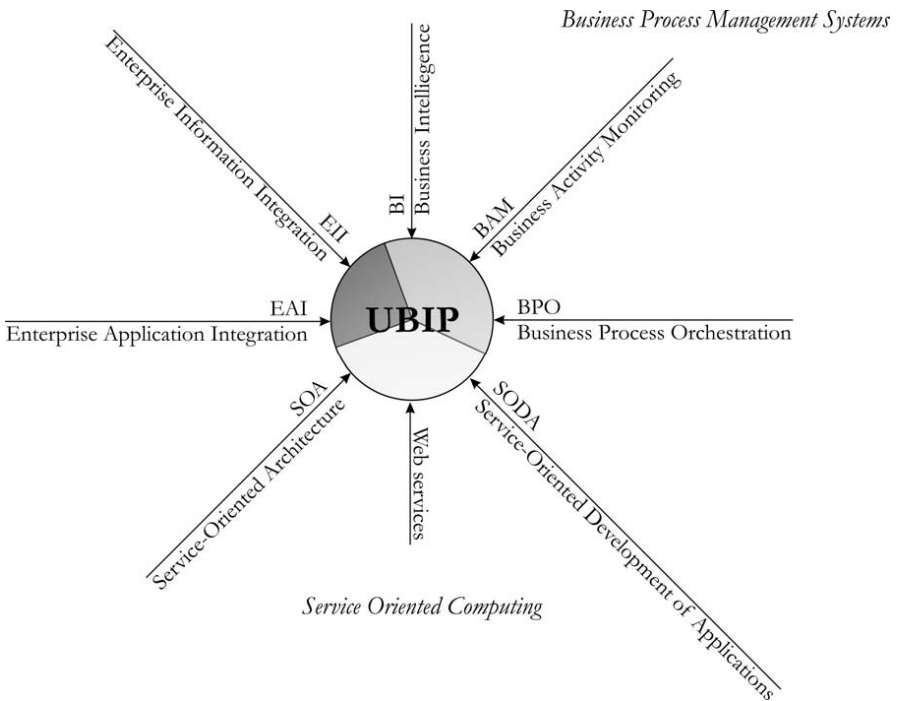 Business Process Management Systems
Enterprise Information Integration
EII
BI
Business Intelliegence
BAM
Business Activity Monitoring
EAI
Enterprise Application Integration
UBIP
BPO
Business Process Orchestration
SOA
Service-Oriented Architecture
Web services
SODA
Service-Oriented Development of Applications
Service Oriented Computing